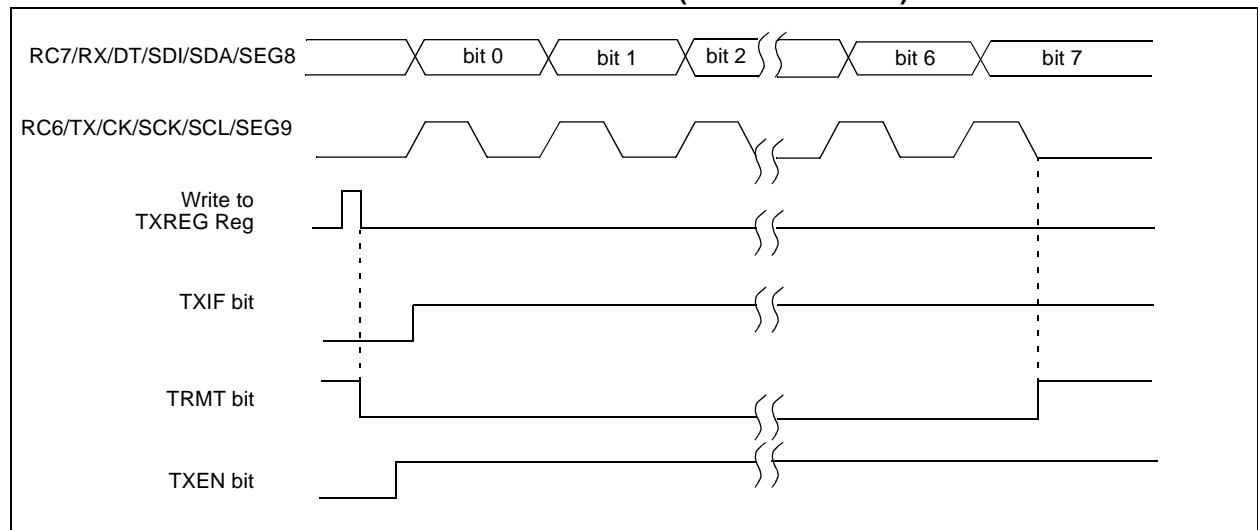 RC7/RX/DT/SDI/SDA/SEG8
bit 0
bit 1
bit 2
bit 6
bit 7
RC6/TX/CK/SCK/SCL/SEG9
Write to
TXREG Reg
TXIF bit
TRMT bit
TXEN bit